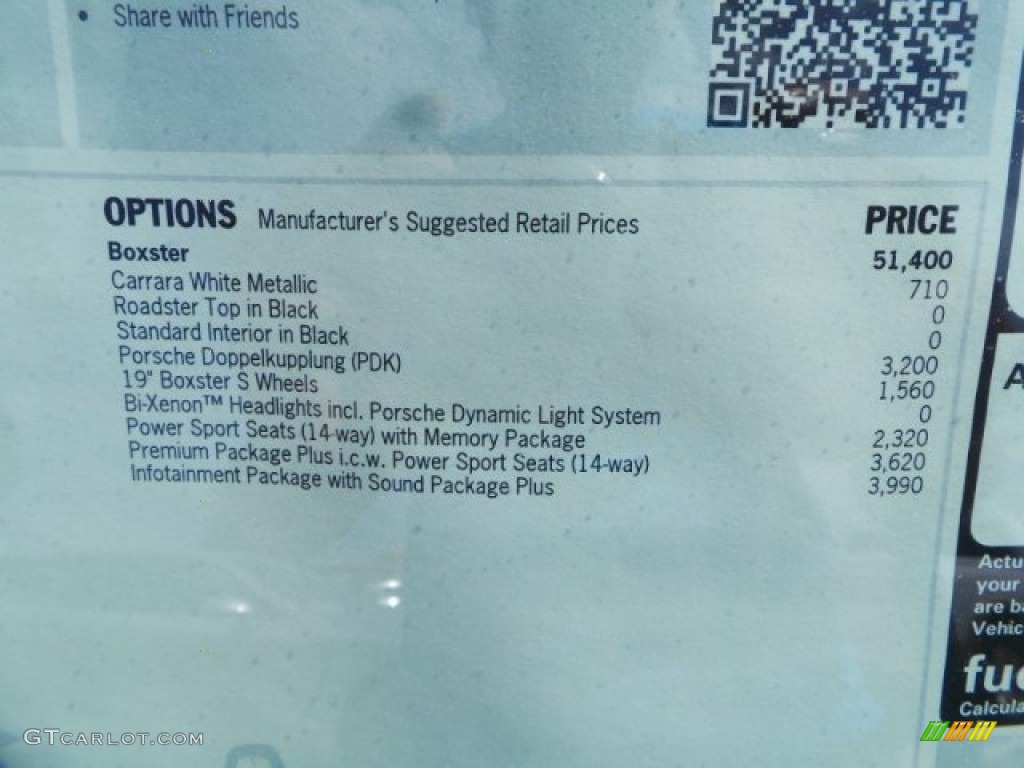 • Share with Friends
OPTIONS Manufacturer's Suggested Retail Prices PRICE
Boxster 51,400
Carrara White Metallic 710
Roadster Top in Black 0
Standard Interior in Black 0
Porsche Doppelkupplung (PDK) 3,200
19" Boxster S Wheels 1,560
Bi-Xenon™ Headlights incl. Porsche Dynamic Light System 0
Power Sport Seats (14-way) with Memory Package 2,320
Premium Package Plus i.c.w. Power Sport Seats (14-way) 3,620
Infotainment Package with Sound Package Plus 3,990
your
are
GTCARLOT.COM